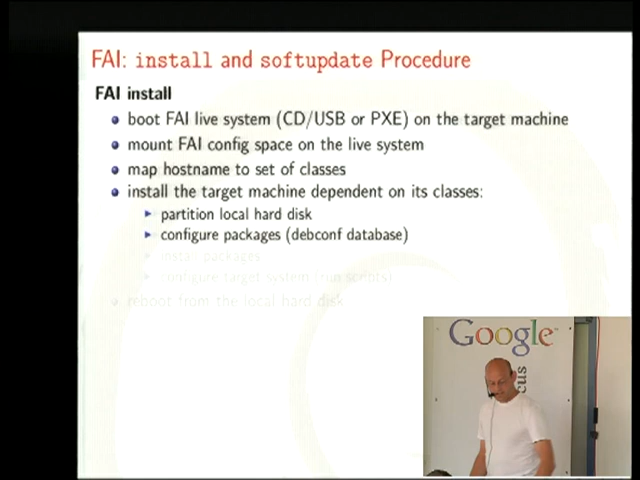 FAI: install and softupdate Procedure
FAI install
boot FAI live system (CD/USB or PXE) on the target machine
mount FAI config space on the live system
map hostname to set of classes
install the target machine dependent on its classes:
partition local hard disk
configure packages (debconf database)
install packages
configure target system (run scripts)
reboot from the local hard disk
Google
cus